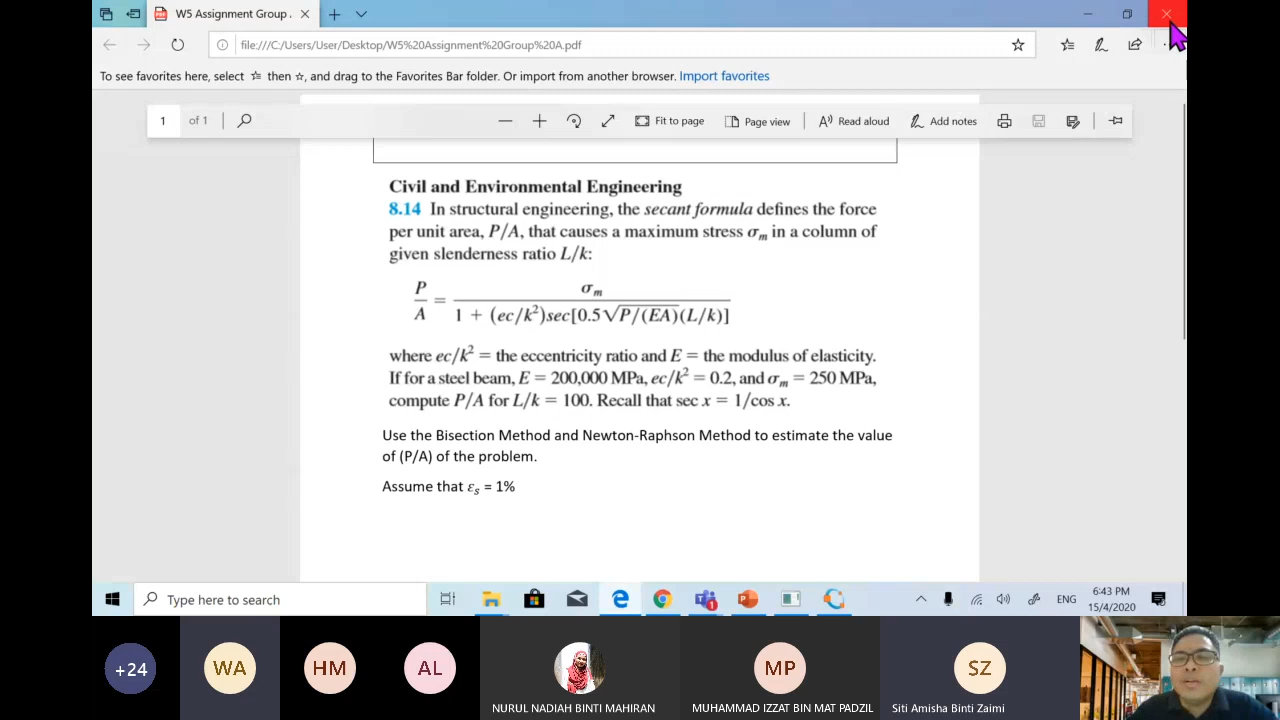 W5 Assignment Group A
file:///C:/Users/User/Desktop/W5%20Assignment%20Group%20A.pdf
To see favorites here, select then , and drag to the Favorites Bar folder. Or import from another browser. Import favorites
1 of 1 Fit to page Page view Read aloud Add notes
Civil and Environmental Engineering
8.14 In structural engineering, the secant formula defines the force
per unit area, P/A, that causes a maximum stress σm in a column of
given slenderness ratio L/k:
P/A = σm / 1 + (ec/k²)sec[0.5√P/(EA)(L/k)]
where ec/k² = the eccentricity ratio and E = the modulus of elasticity.
If for a steel beam, E = 200,000 MPa, ec/k² = 0.2, and σm = 250 MPa,
compute P/A for L/k = 100. Recall that sec x = 1/cos x.
Use the Bisection Method and Newton-Raphson Method to estimate the value
of (P/A) of the problem.
Assume that εs = 1%
Type here to search
1
ENG
6:43 PM
15/4/2020
+24
WA
HM
AL
MP
SZ
NURUL NADIAH BINTI MAHIRAN
MUHAMMAD IZZAT BIN MAT PADZIL
Siti Amisha Binti Zaimi